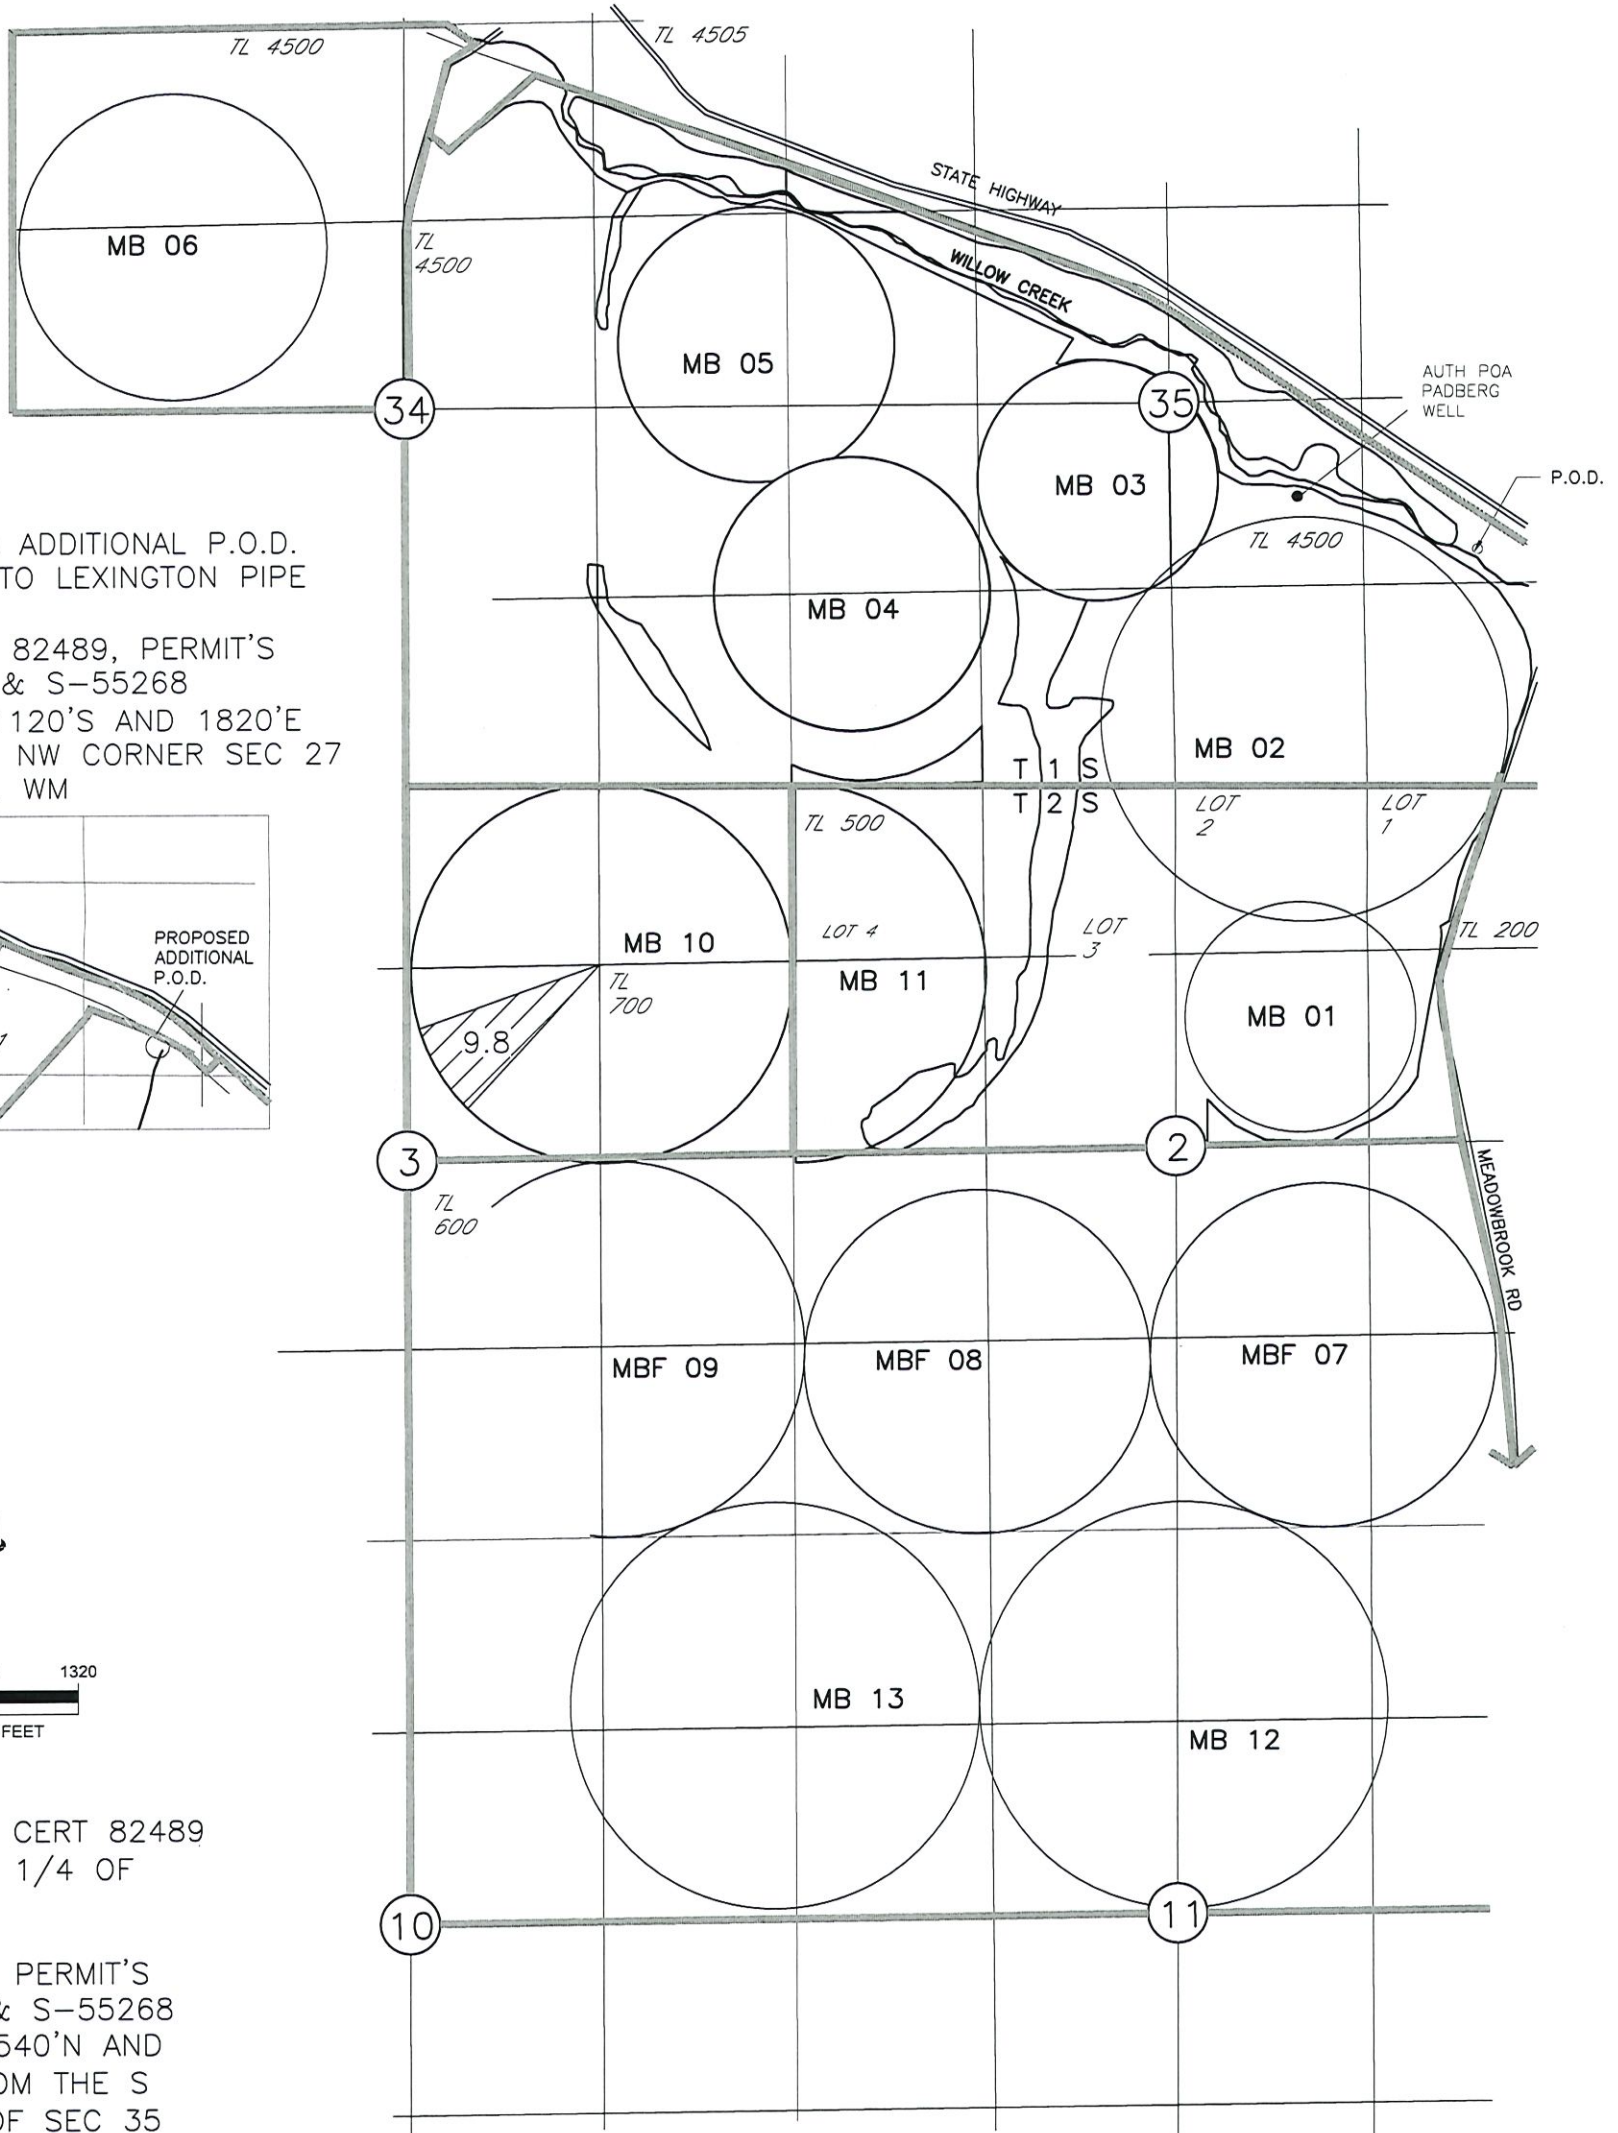 TL 4500
TL 4505
STATE HIGHWAY
MB 06
TL
4500
WILLOW CREEK
MB 05
AUTH POA
PADBERG
WELL
34
35
MB 03
P.O.D.
ADDITIONAL P.O.D.
TO LEXINGTON PIPE
TL 4500
MB 04
82489, PERMIT'S
& S-55268
120'S AND 1820'E
NW CORNER SEC 27
WM
MB 02
T 1 S
T 2 S
LOT
2
LOT
1
TL 500
PROPOSED
ADDITIONAL
P.O.D.
MB 10
LOT 4
LOT
3
TL 200
TL
700
MB 11
MB 01
9.8
3
2
TL
600
MEADOWBROOK RD
MBF 09
MBF 08
MBF 07
1320
FEET
MB 13
MB 12
CERT 82489
1/4 OF
10
11
PERMIT'S
& S-55268
540'N AND
OM THE S
OF SEC 35